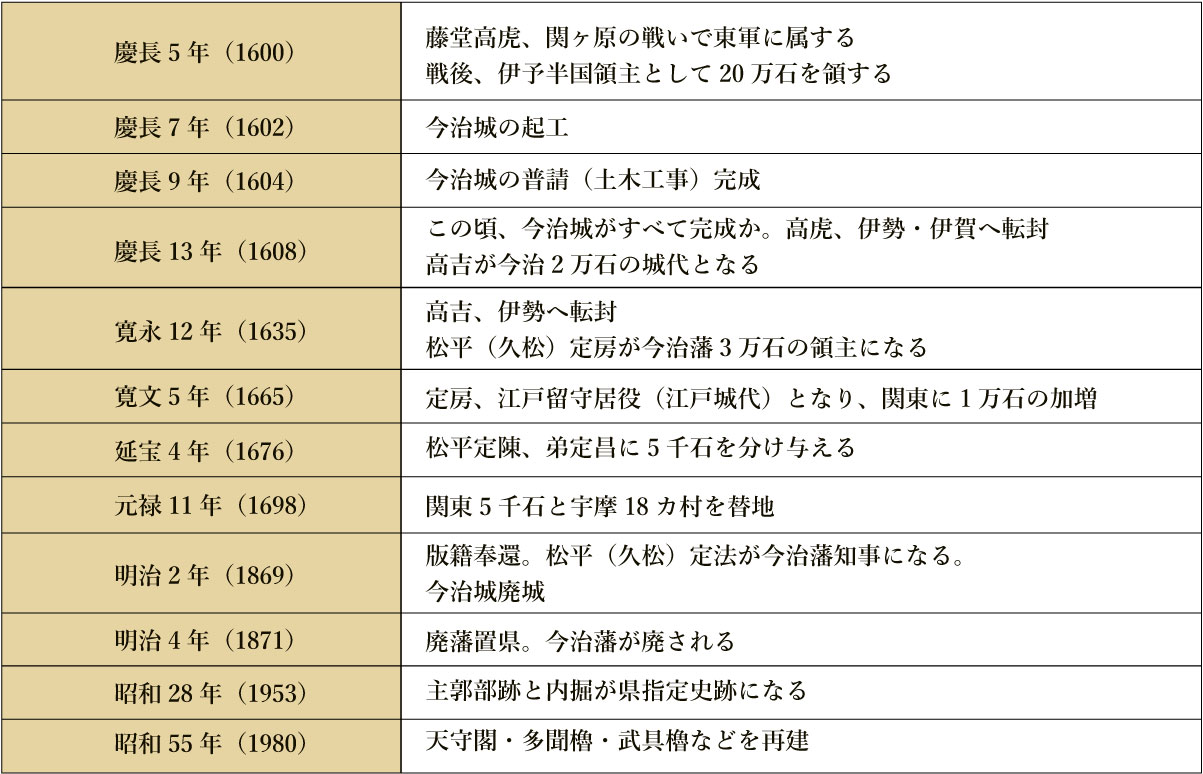 慶長 5 年（1600）
藤堂高虎、関ヶ原の戦いで東軍に属する
戦後、伊予半国領主として 20 万石を領する
慶長 7 年（1602）
今治城の起工
慶長 9 年（1604）
今治城の普請（土木工事）完成
慶長 13 年（1608）
この頃、今治城がすべて完成か。高虎、伊勢・伊賀へ転封
高吉が今治 2 万石の城代となる
寛永 12 年（1635）
高吉、伊勢へ転封
松平（久松）定房が今治藩 3 万石の領主になる
寛文 5 年（1665）
定房、江戸留守居役（江戸城代）となり、関東に 1 万石の加増
延宝 4 年（1676）
松平定陳、弟定昌に 5 千石を分け与える
元禄 11 年（1698）
関東 5 千石と宇摩 18 カ村を替地
明治 2 年（1869）
版籍奉還。松平（久松）定法が今治藩知事になる。
今治城廃城
明治 4 年（1871）
廃藩置県。今治藩が廃される
昭和 28 年（1953）
主郭部跡と内掘が県指定史跡になる
昭和 55 年（1980）
天守閣・多聞櫓・武具櫓などを再建